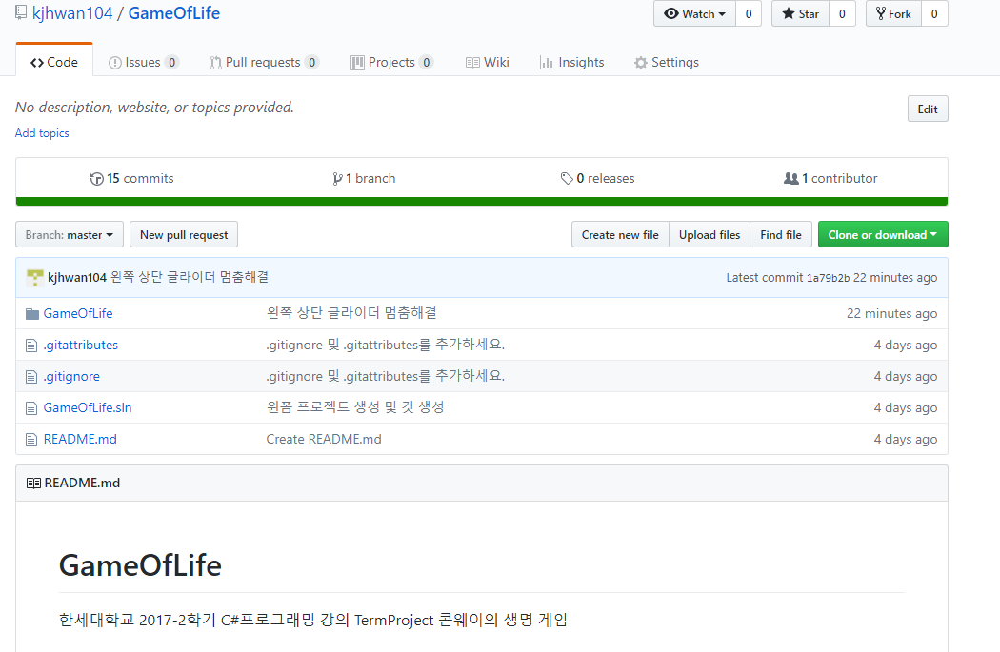 kjhwan104 / GameOfLife Watch 0 Star 0 Fork 0
Code Issues 0 Pull requests 0 Projects 0 Wiki Insights Settings
No description, website, or topics provided. Edit
Add topics
15 commits 1 branch 0 releases 1 contributor
Branch: master New pull request Create new file Upload files Find file Clone or download
kjhwan104 왼쪽 상단 글라이더 멈춤해결 Latest commit 1a79b2b 22 minutes ago
GameOfLife 왼쪽 상단 글라이더 멈춤해결 22 minutes ago
.gitattributes .gitignore 및 .gitattributes를 추가하세요. 4 days ago
.gitignore .gitignore 및 .gitattributes를 추가하세요. 4 days ago
GameOfLife.sln 윈폼 프로젝트 생성 및 깃 생성 4 days ago
README.md Create README.md 4 days ago
README.md
GameOfLife
한세대학교 2017-2학기 C#프로그래밍 강의 TermProject 콘웨이의 생명 게임